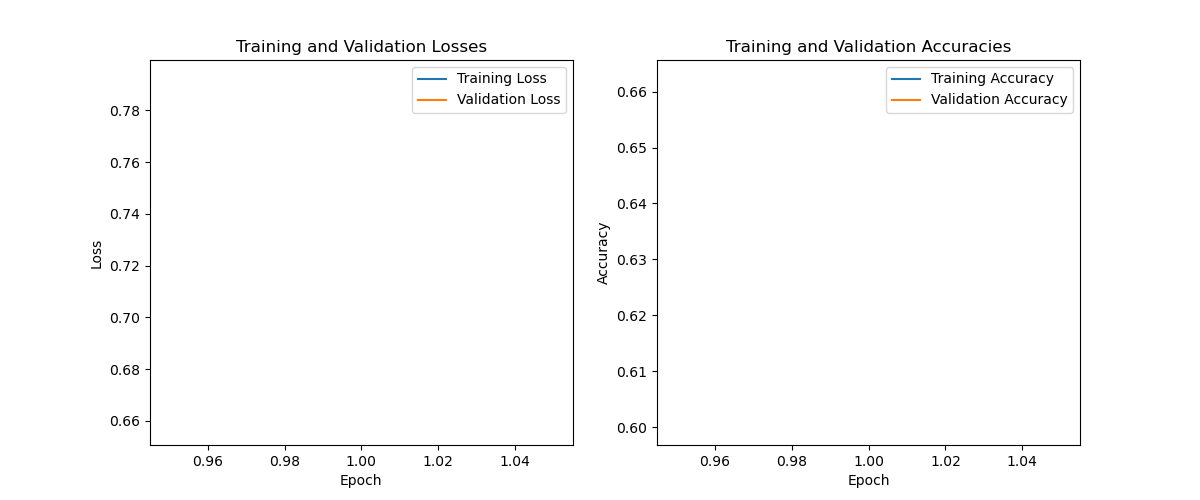 Training and Validation Losses
Training Loss
Validation Loss
0.78
0.76
0.74
0.72
0.70
0.68
0.66
Loss
0.96 0.98 1.00 1.02 1.04
Epoch
Training and Validation Accuracies
Training Accuracy
Validation Accuracy
0.66
0.65
0.64
0.63
0.62
0.61
0.60
Accuracy
0.96 0.98 1.00 1.02 1.04
Epoch